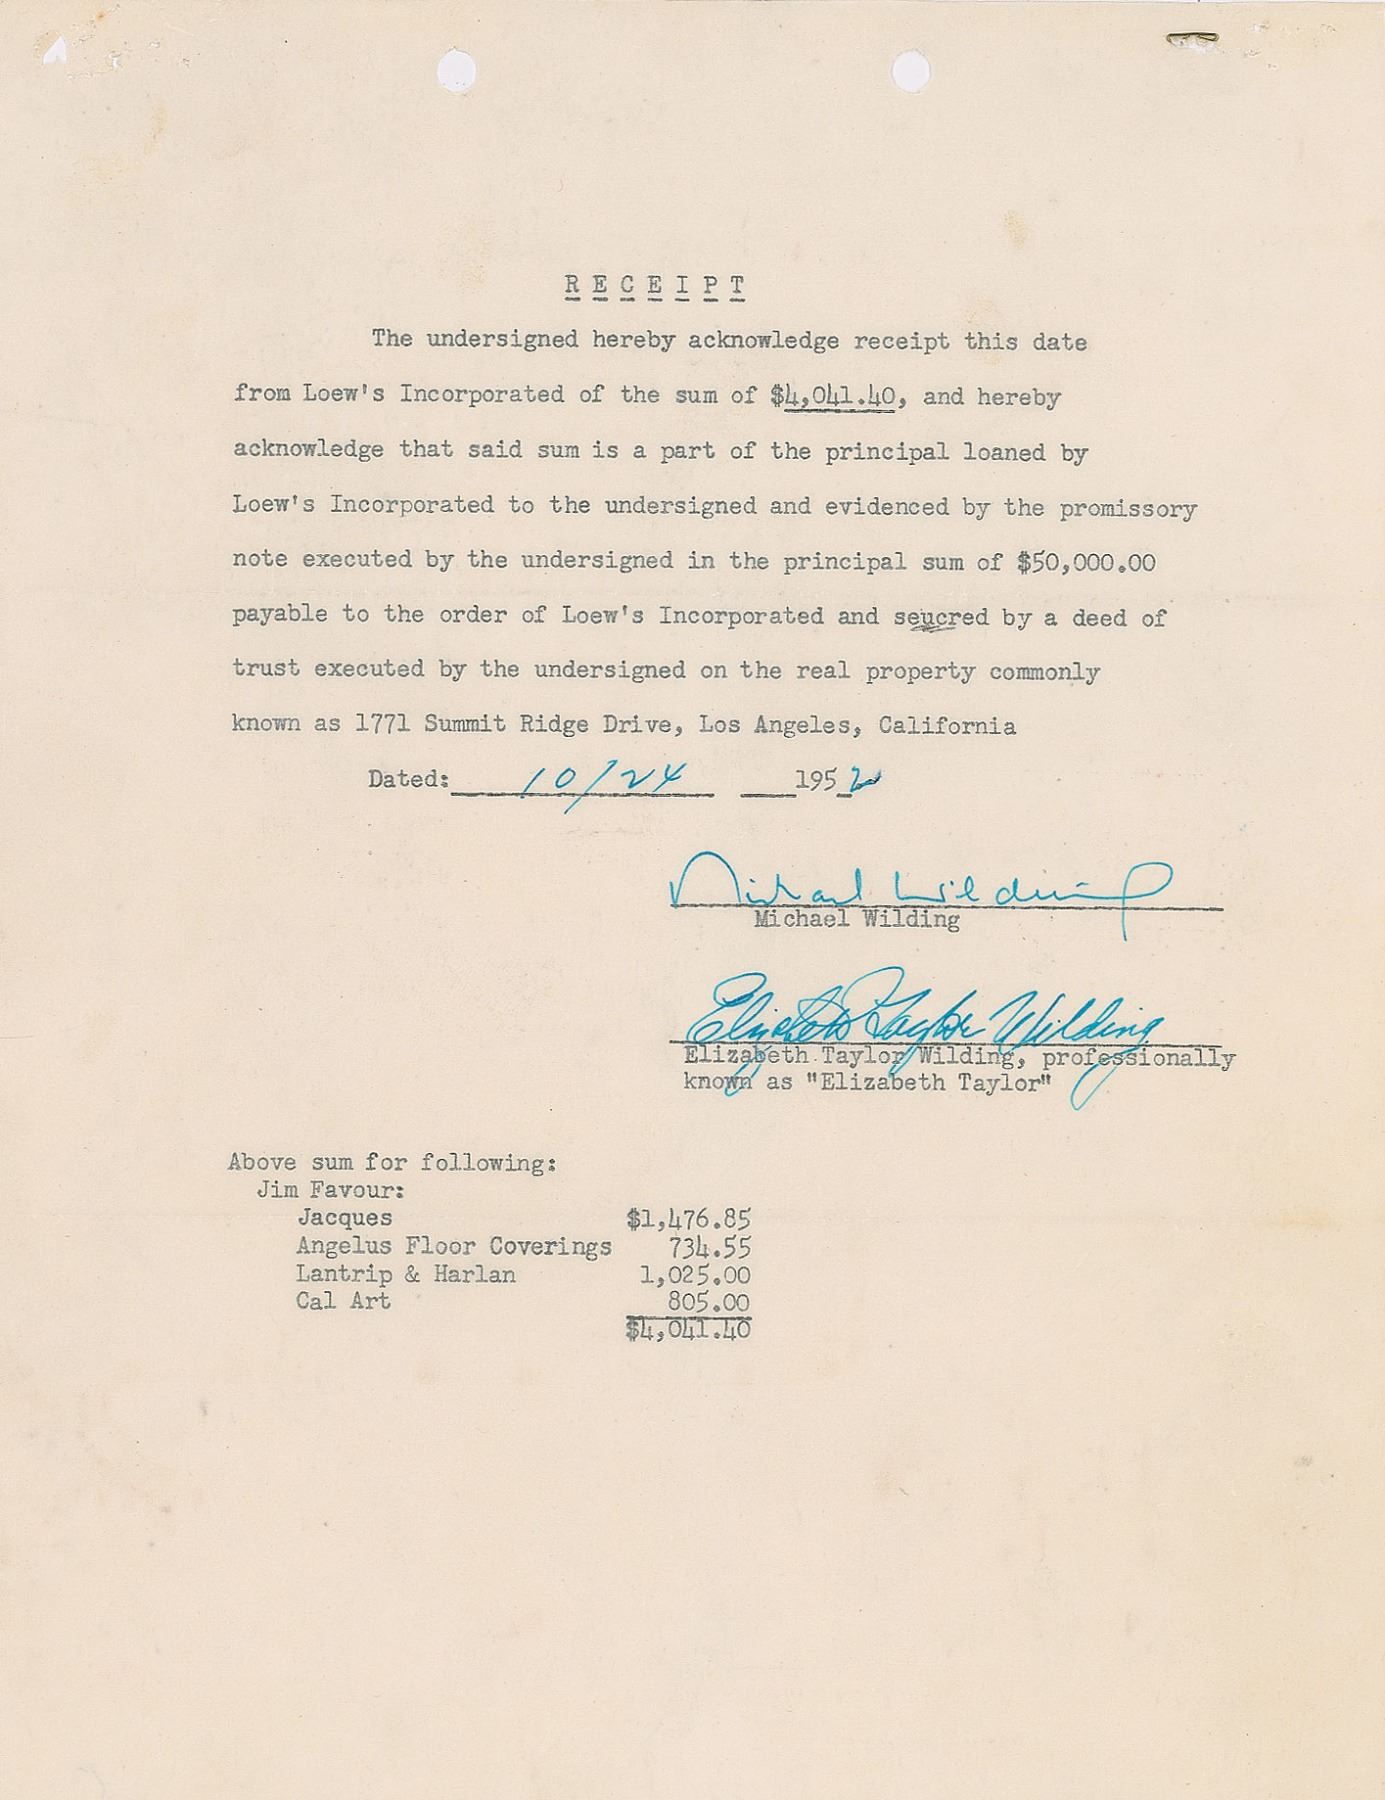 RECEIPT
The undersigned hereby acknowledge receipt this date
from Loew's Incorporated of the sum of $4,041.40, and hereby
acknowledge that said sum is a part of the principal loaned by
Loew's Incorporated to the undersigned and evidenced by the promissory
note executed by the undersigned in the principal sum of $50,000.00
payable to the order of Loew's Incorporated and seucred by a deed of
trust executed by the undersigned on the real property commonly
known as 1771 Summit Ridge Drive, Los Angeles, California
Dated: 10/24 1952
Michael Wilding
Michael Wilding
Elizabeth Taylor Wilding
Elizabeth Taylor Wilding, professionally
known as "Elizabeth Taylor"
Above sum for following:
Jim Favour:
Jacques $1,476.85
Angelus Floor Coverings 734.55
Lantrip & Harlan 1,025.00
Cal Art 805.00
$4,041.40